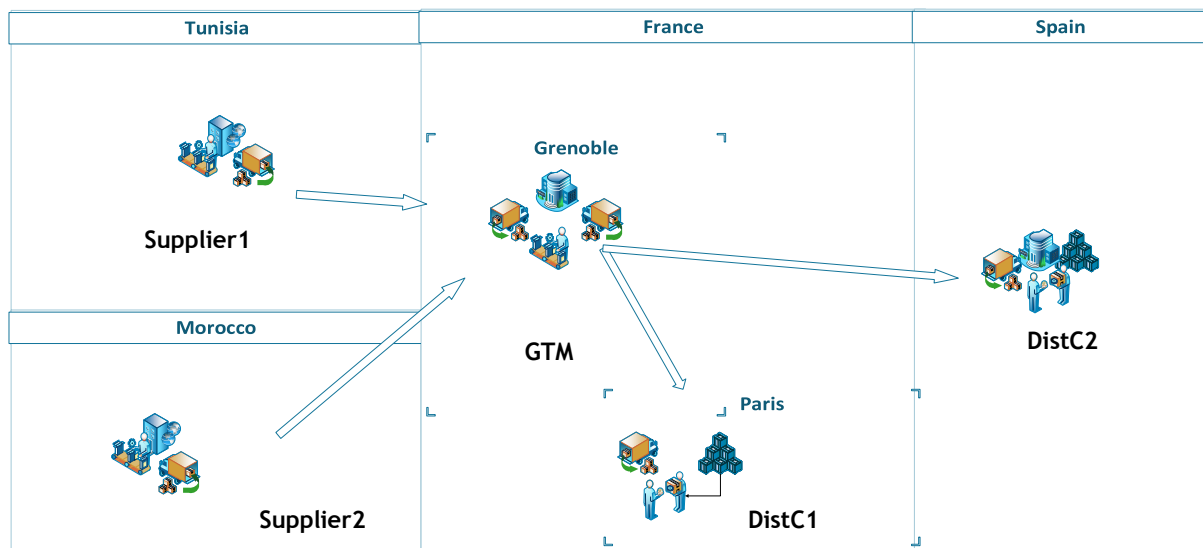 Tunisia
France
Spain
Grenoble
Supplier1
Morocco
GTM
DistC2
Paris
Supplier2
DistC1